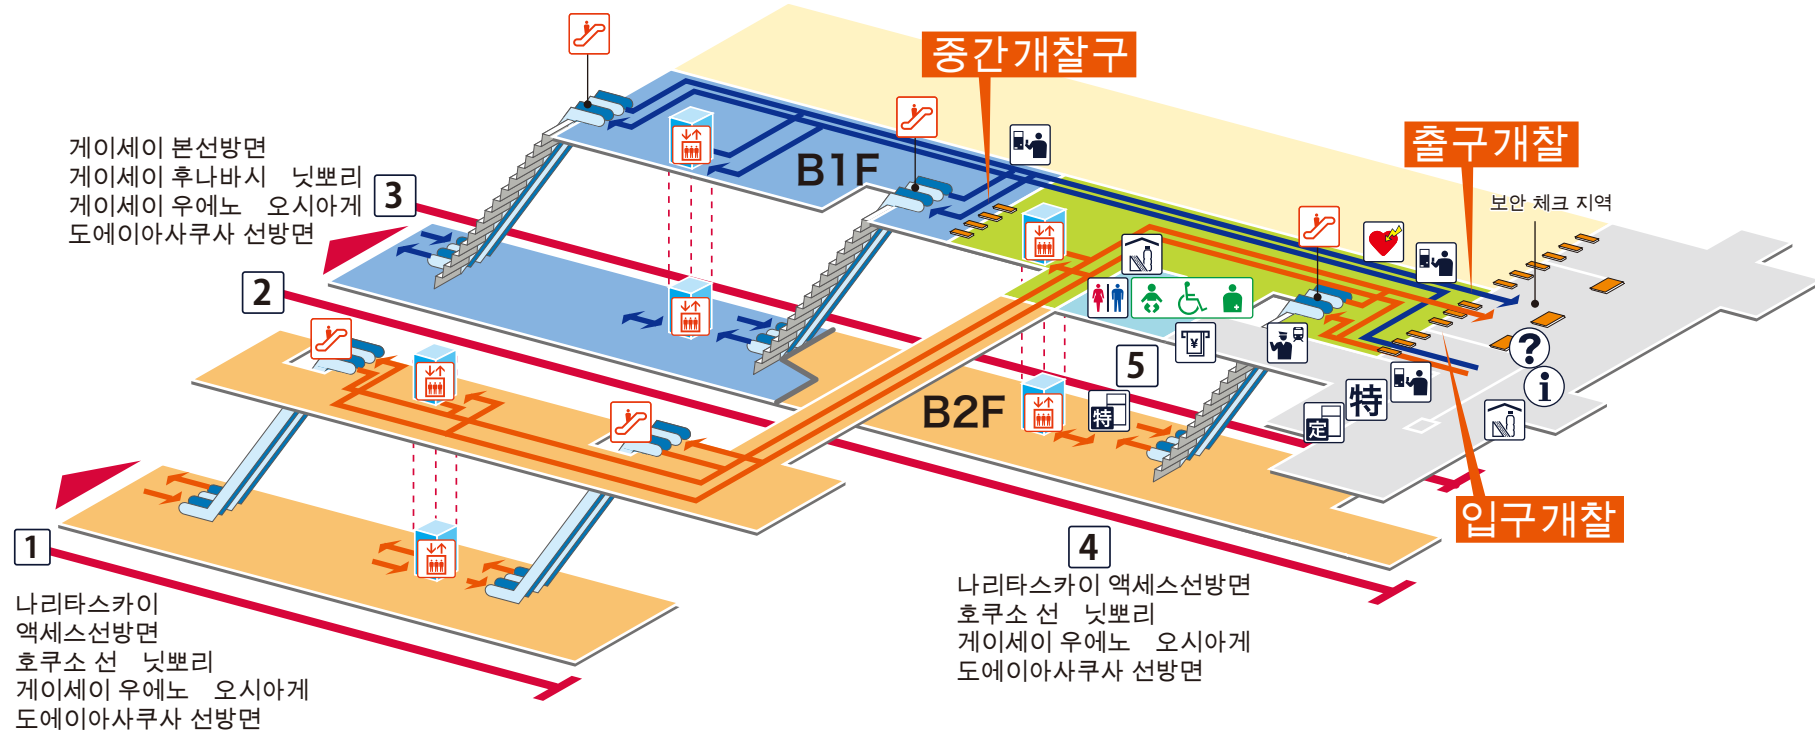 중간개찰구
출구개찰
보안 체크 지역
B1F
게이세이 본선방면
게이세이 후나바시 닛뽀리
게이세이 우에노 오시아게
도에이아사쿠사 선방면
3
2
¥
5
?
i
特
特
定
B2F
입구개찰
1
나리타스카이
액세스선방면
호쿠소 선 닛뽀리
게이세이 우에노 오시아게
도에이아사쿠사 선방면
4
나리타스카이 액세스선방면
호쿠소 선 닛뽀리
게이세이 우에노 오시아게
도에이아사쿠사 선방면